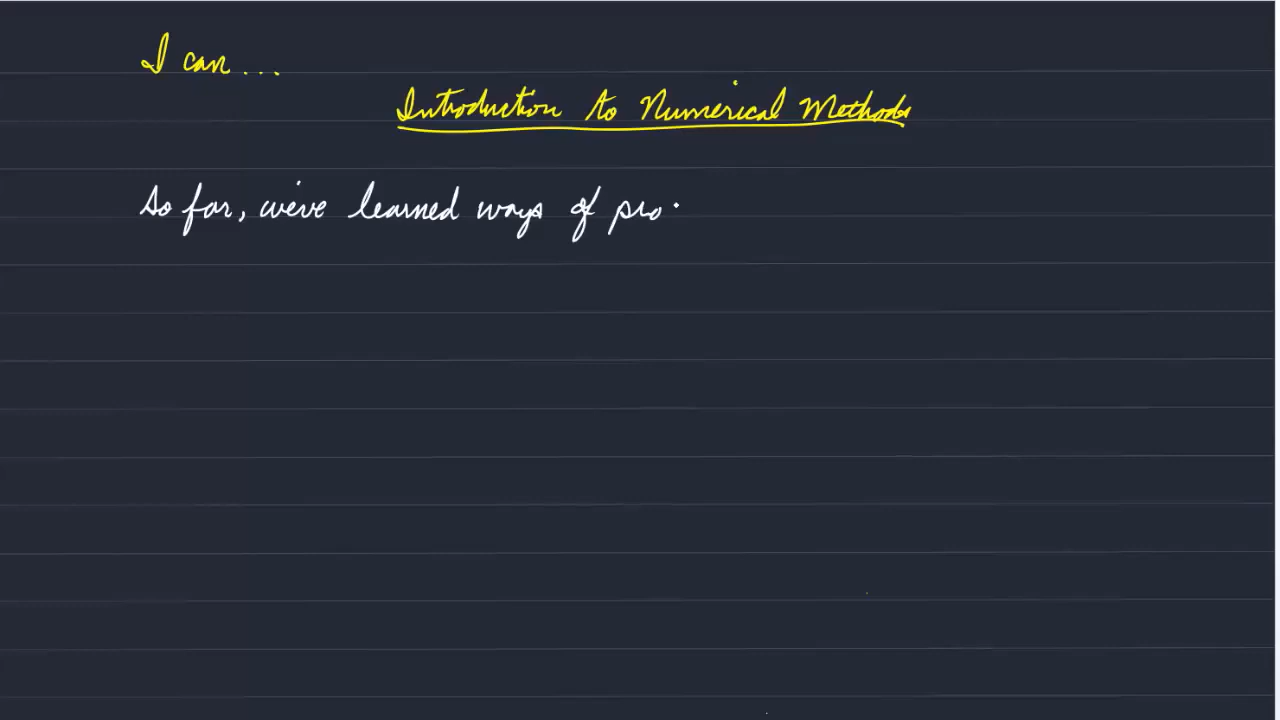 I can...
Introduction to Numerical Methods
So far, we've learned ways of pro